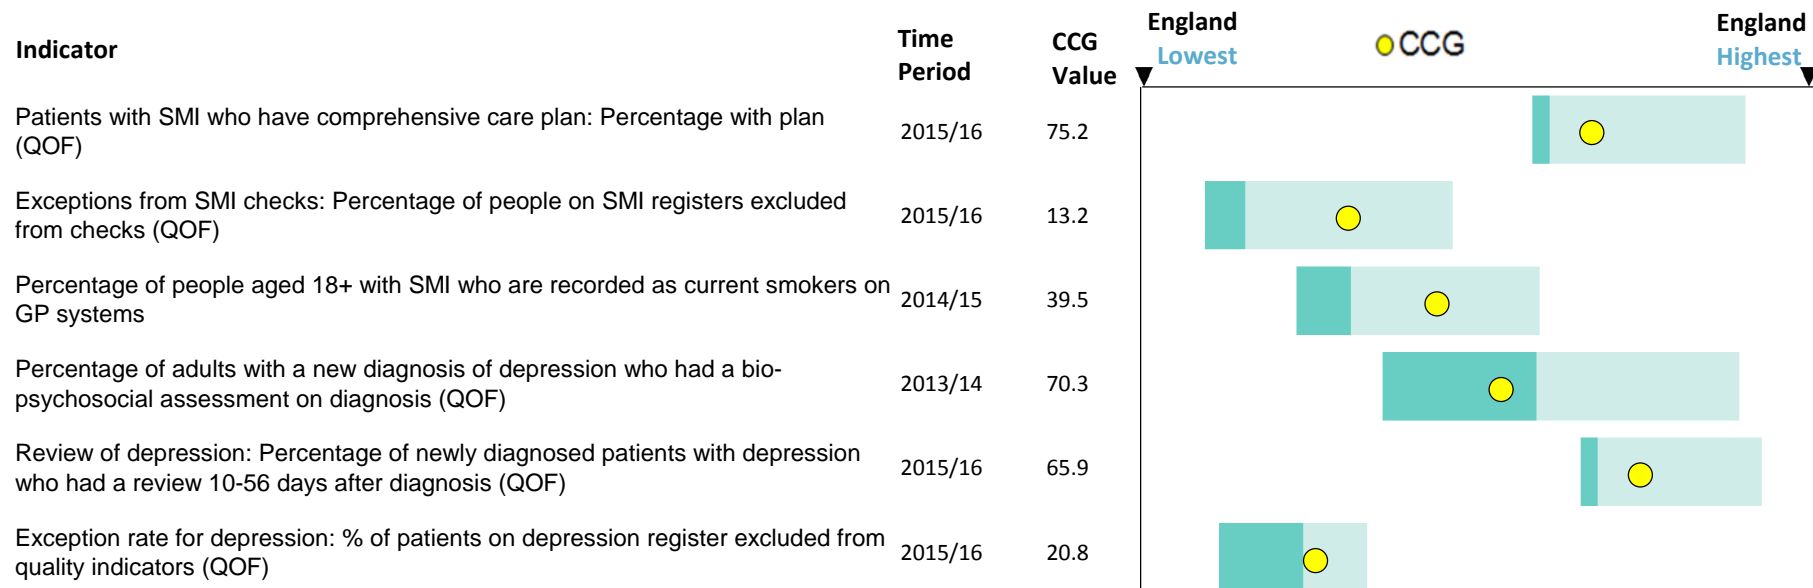 Indicator
Time
Period
CCG
Value
England
Lowest
CCG
England
Highest
Patients with SMI who have comprehensive care plan: Percentage with plan
(QOF)
2015/16
75.2
Exceptions from SMI checks: Percentage of people on SMI registers excluded
from checks (QOF)
2015/16
13.2
Percentage of people aged 18+ with SMI who are recorded as current smokers on
GP systems
2014/15
39.5
Percentage of adults with a new diagnosis of depression who had a bio-
psychosocial assessment on diagnosis (QOF)
2013/14
70.3
Review of depression: Percentage of newly diagnosed patients with depression
who had a review 10-56 days after diagnosis (QOF)
2015/16
65.9
Exception rate for depression: % of patients on depression register excluded from
quality indicators (QOF)
2015/16
20.8